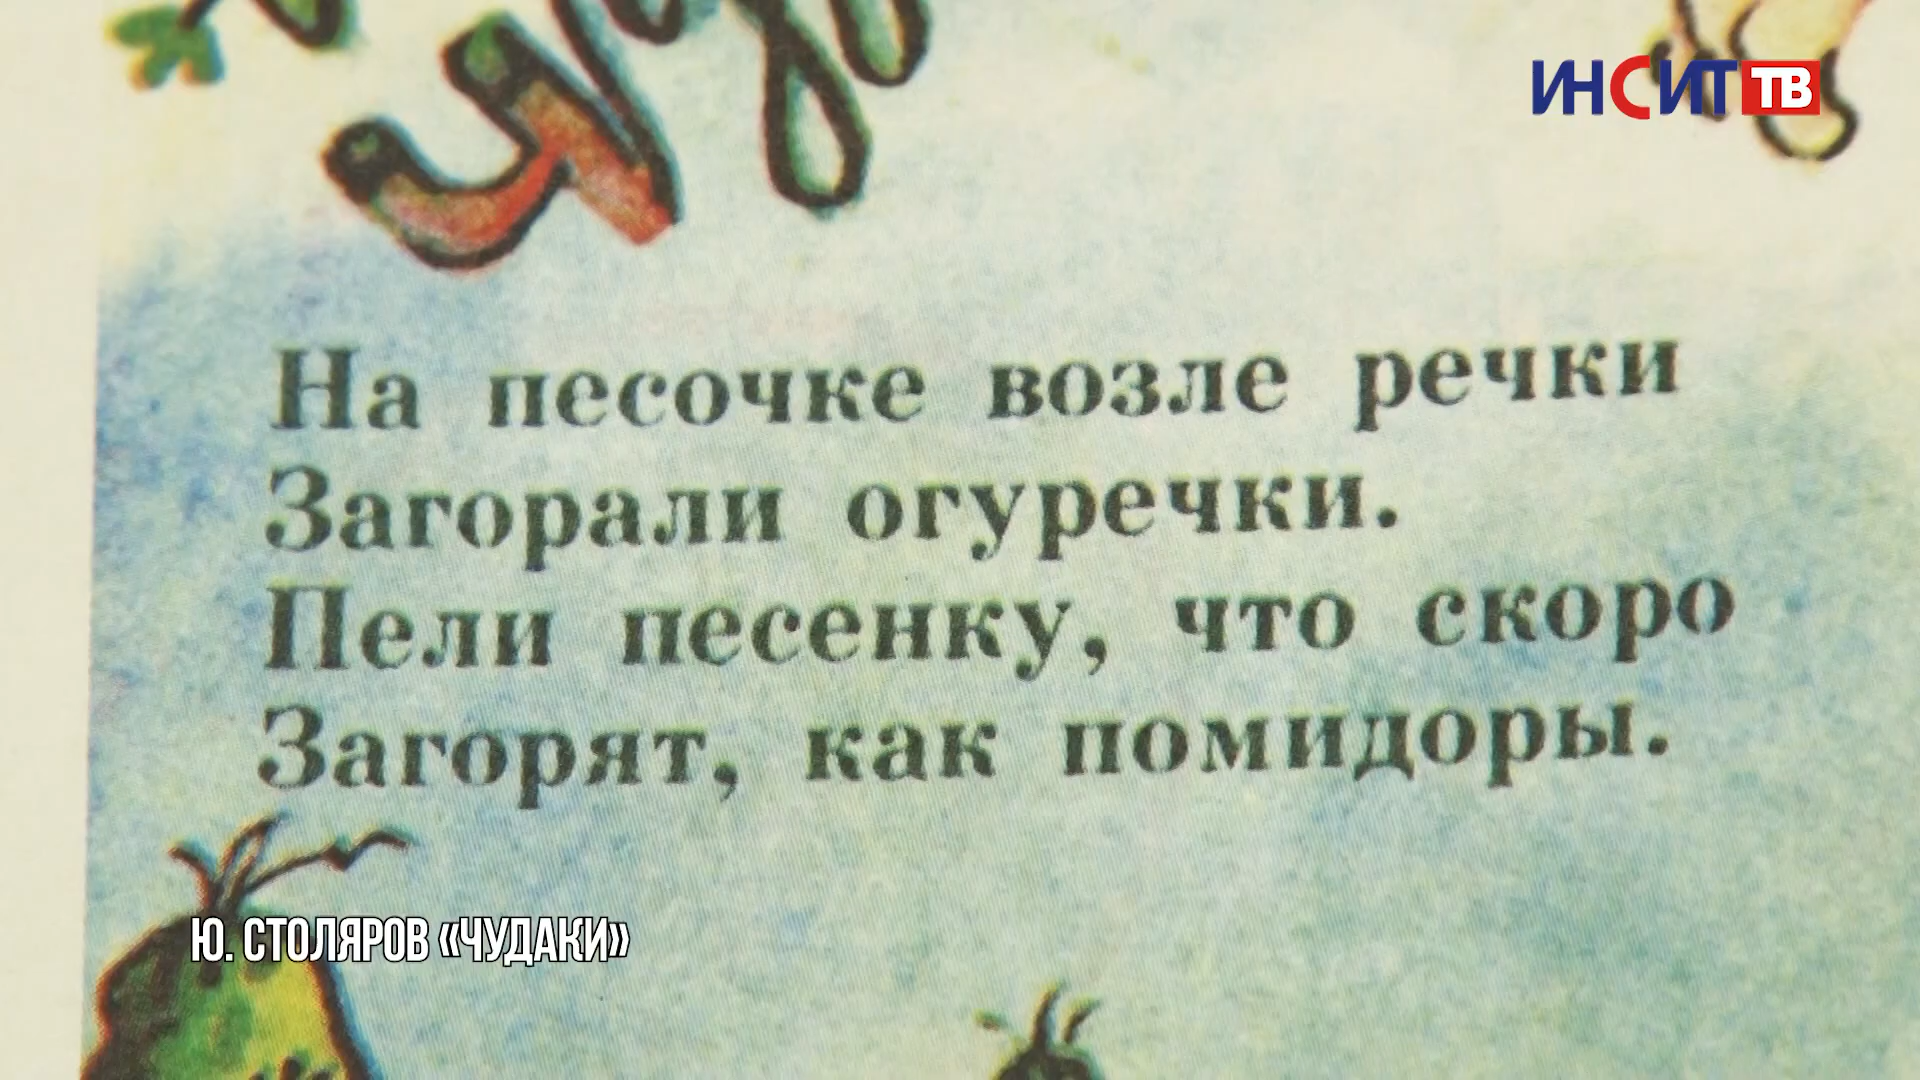 ИНСИТ ТВ
На песочке возле речки
Загорали огуречки.
Пели песенку, что скоро
Загорят, как помидоры.
Ю. СТОЛЯРОВ «ЧУДАКИ»